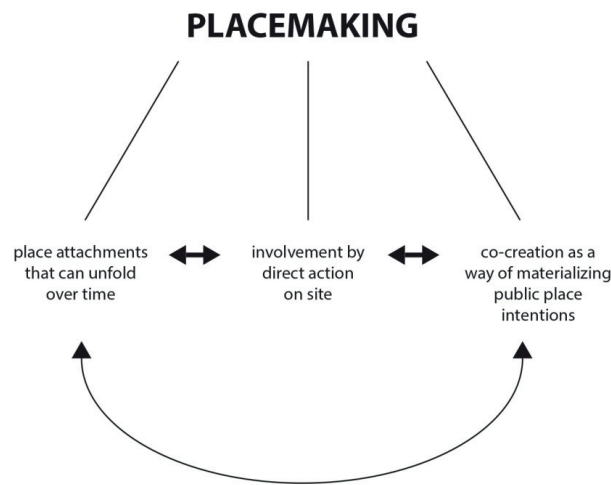 PLACEMAKING
place attachments
that can unfold
over time
involvement by
direct action
on site
co-creation as a
way of materializing
public place
intentions